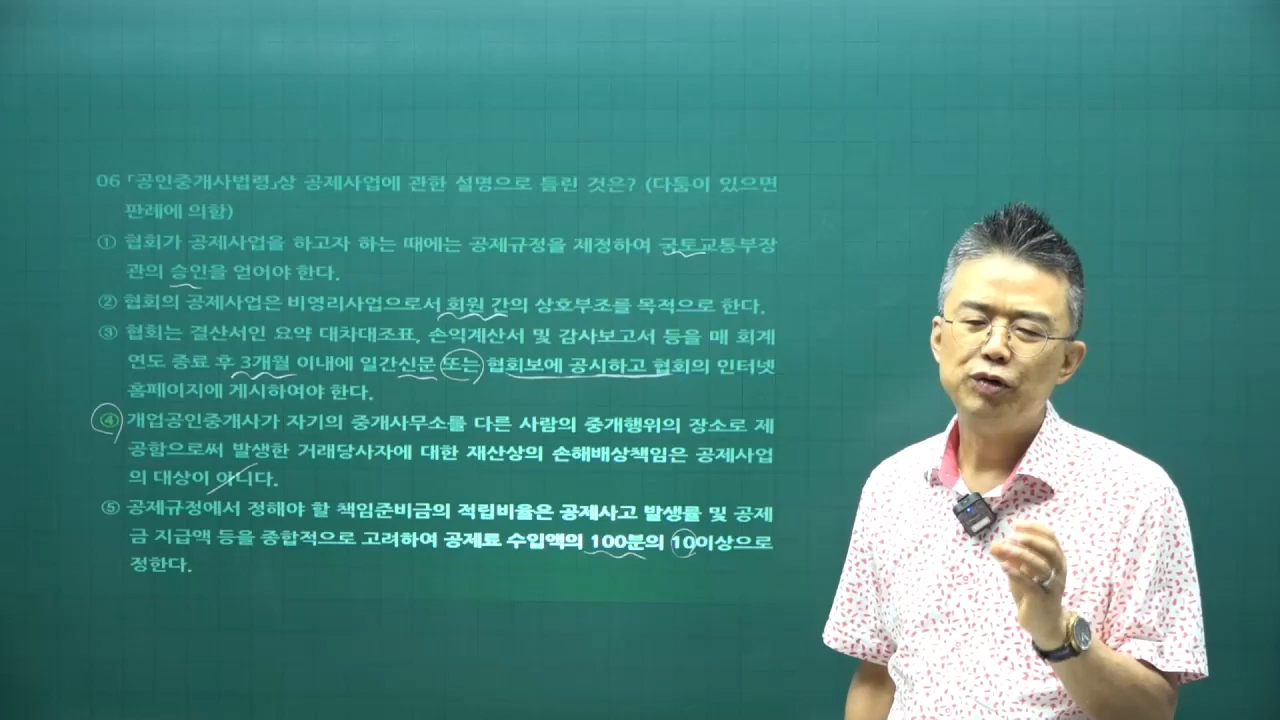 06 「공인중개사법령」상 공제사업에 관한 설명으로 틀린 것은? (다툼이 있으면
판례에 의함)
① 협회가 공제사업을 하고자 하는 때에는 공제규정을 제정하여 국토교통부장
관의 승인을 얻어야 한다.
② 협회의 공제사업은 비영리사업으로서 회원 간의 상호부조를 목적으로 한다.
③ 협회는 결산서인 요약 대차대조표, 손익계산서 및 감사보고서 등을 매 회계
연도 종료 후 3개월 이내에 일간신문 또는 협회보에 공시하고 협회의 인터넷
홈페이지에 게시하여야 한다.
④ 개업공인중개사가 자기의 중개사무소를 다른 사람의 중개행위의 장소로 제
공함으로써 발생한 거래당사자에 대한 재산상의 손해배상책임은 공제사업
의 대상이 아니다.
⑤ 공제규정에서 정해야 할 책임준비금의 적립비율은 공제사고 발생률 및 공제
금 지급액 등을 종합적으로 고려하여 공제료 수입액의 100분의 10이상으로
정한다.